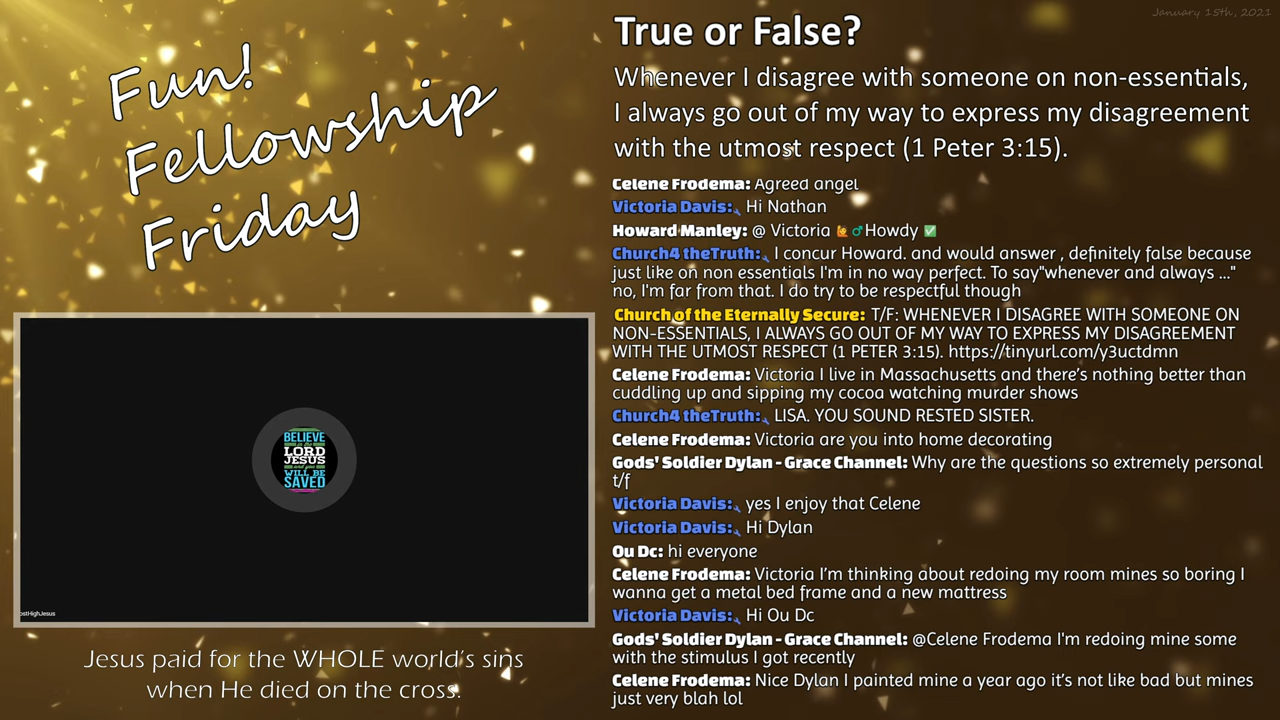 January 15th, 2021
Fun!
Fellowship
Friday
True or False?
Whenever I disagree with someone on non-essentials,
I always go out of my way to express my disagreement
with the utmost respect (1 Peter 3:15).
Celene Frodema: Agreed angel
Victoria Davis: Hi Nathan
Howard Manley: @ Victoria 🙋♂Howdy ✅
Church4 theTruth: I concur Howard. and would answer , definitely false because
just like on non essentials I'm in no way perfect. To say"whenever and always ..."
no, I'm far from that. I do try to be respectful though
Church of the Eternally Secure: T/F: WHENEVER I DISAGREE WITH SOMEONE ON
NON-ESSENTIALS, I ALWAYS GO OUT OF MY WAY TO EXPRESS MY DISAGREEMENT
WITH THE UTMOST RESPECT (1 PETER 3:15). https://tinyurl.com/y3uctdmn
Celene Frodema: Victoria I live in Massachusetts and there's nothing better than
cuddling up and sipping my cocoa watching murder shows
Church4 theTruth: LISA. YOU SOUND RESTED SISTER.
Celene Frodema: Victoria are you into home decorating
Gods' Soldier Dylan - Grace Channel: Why are the questions so extremely personal
t/f
Victoria Davis: yes I enjoy that Celene
Victoria Davis: Hi Dylan
Ou Dc: hi everyone
Celene Frodema: Victoria I'm thinking about redoing my room mines so boring I
wanna get a metal bed frame and a new mattress
Victoria Davis: Hi Ou Dc
Gods' Soldier Dylan - Grace Channel: @Celene Frodema I'm redoing mine some
with the stimulus I got recently
Celene Frodema: Nice Dylan I painted mine a year ago it's not like bad but mines
just very blah lol
BELIEVE
LORD
JESUS
and you
WILL BE
SAVED
ostHighJesus
Jesus paid for the WHOLE world's sins
when He died on the cross.